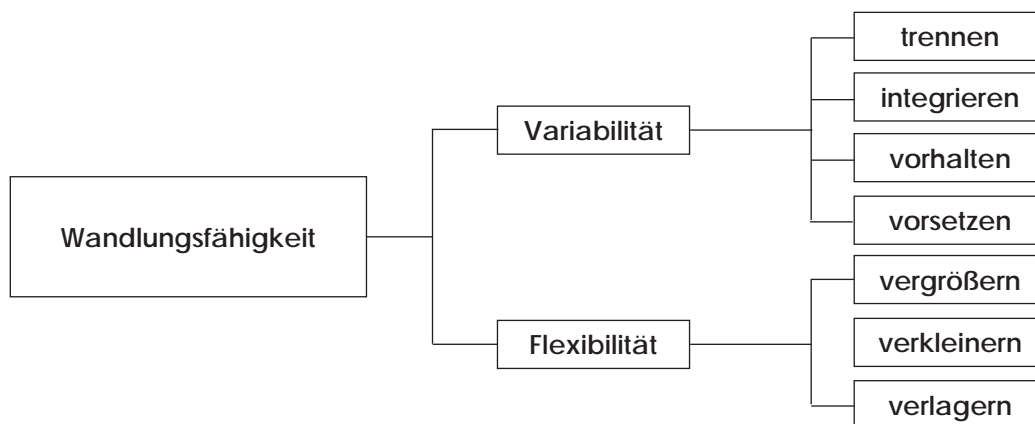 trennen
integrieren
Variabilität
vorhalten
Wandlungsfähigkeit
vorsetzen
vergrößern
Flexibilität
verkleinern
verlagern